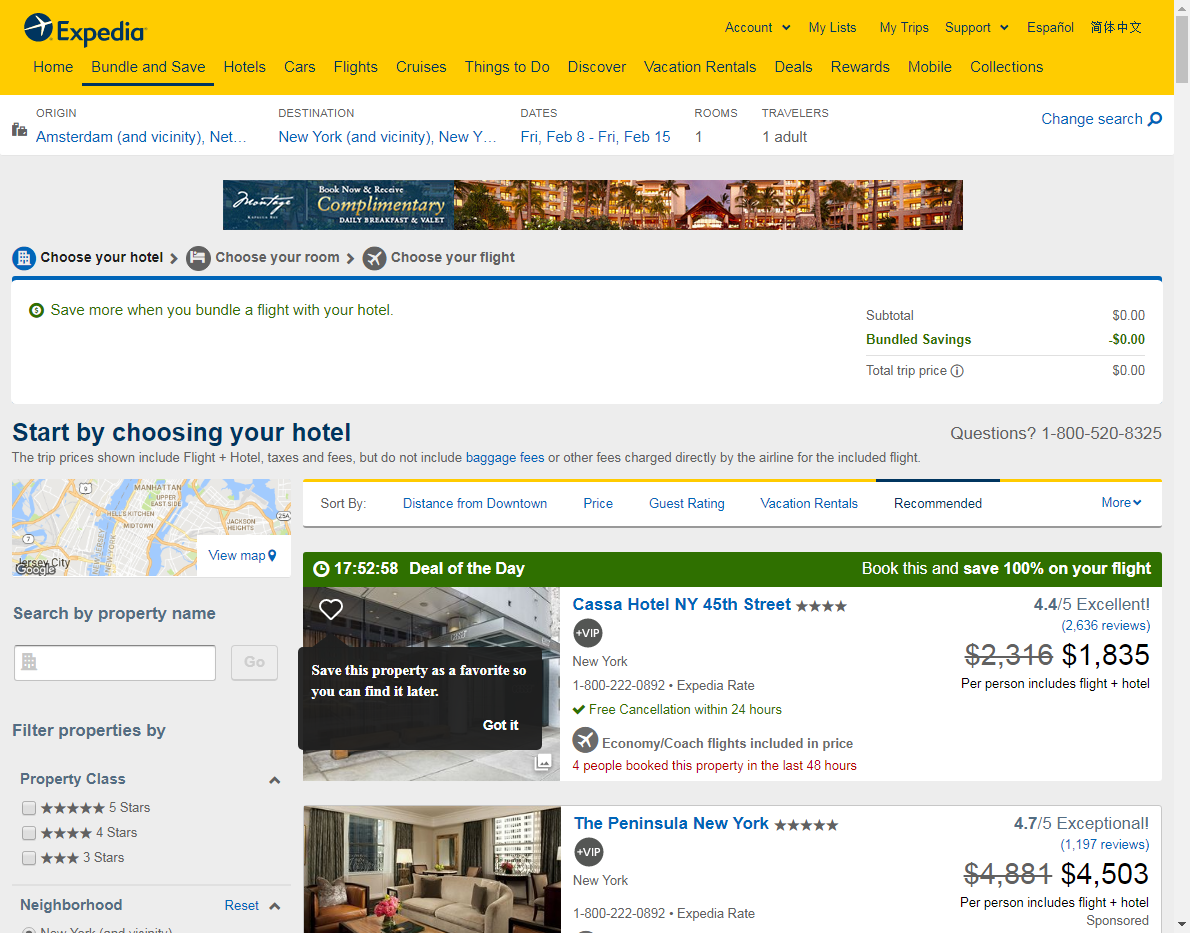 Expedia
Account
My Lists
My Trips
Support
Español
简体中文
Home
Bundle and Save
Hotels
Cars
Flights
Cruises
Things to Do
Discover
Vacation Rentals
Deals
Rewards
Mobile
Collections
ORIGIN
Amsterdam (and vicinity), Net...
DESTINATION
New York (and vicinity), New Y...
DATES
Fri, Feb 8 - Fri, Feb 15
ROOMS
1
TRAVELERS
1 adult
Change search
Montage
KAPALUA BAY
Book Now & Receive
Complimentary
DAILY BREAKFAST & VALET
Choose your hotel
Choose your room
Choose your flight
Save more when you bundle a flight with your hotel.
Subtotal $0.00
Bundled Savings -$0.00
Total trip price $0.00
Start by choosing your hotel
Questions? 1-800-520-8325
The trip prices shown include Flight + Hotel, taxes and fees, but do not include baggage fees or other fees charged directly by the airline for the included flight.
MANHATTAN
UPPER
EAST SIDE
HELL'S KITCHEN
MIDTOWN
JACKSON
HEIGHTS
NEW JERSEY
NEW YORK
9
7
25A
Jersey City
Google
View map
Sort By:
Distance from Downtown
Price
Guest Rating
Vacation Rentals
Recommended
More
Search by property name
Go
Filter properties by
Property Class
★★★★★ 5 Stars
★★★★ 4 Stars
★★★ 3 Stars
Neighborhood
Reset
New York (and vicinity)
17:52:58 Deal of the Day
Book this and save 100% on your flight
Save this property as a favorite so
you can find it later.
Got it
Cassa Hotel NY 45th Street ★★★★
+VIP
New York
1-800-222-0892 • Expedia Rate
Free Cancellation within 24 hours
Economy/Coach flights included in price
4 people booked this property in the last 48 hours
4.4/5 Excellent!
(2,636 reviews)
$2,316 $1,835
Per person includes flight + hotel
The Peninsula New York ★★★★★
+VIP
New York
1-800-222-0892 • Expedia Rate
4.7/5 Exceptional!
(1,197 reviews)
$4,881 $4,503
Per person includes flight + hotel
Sponsored